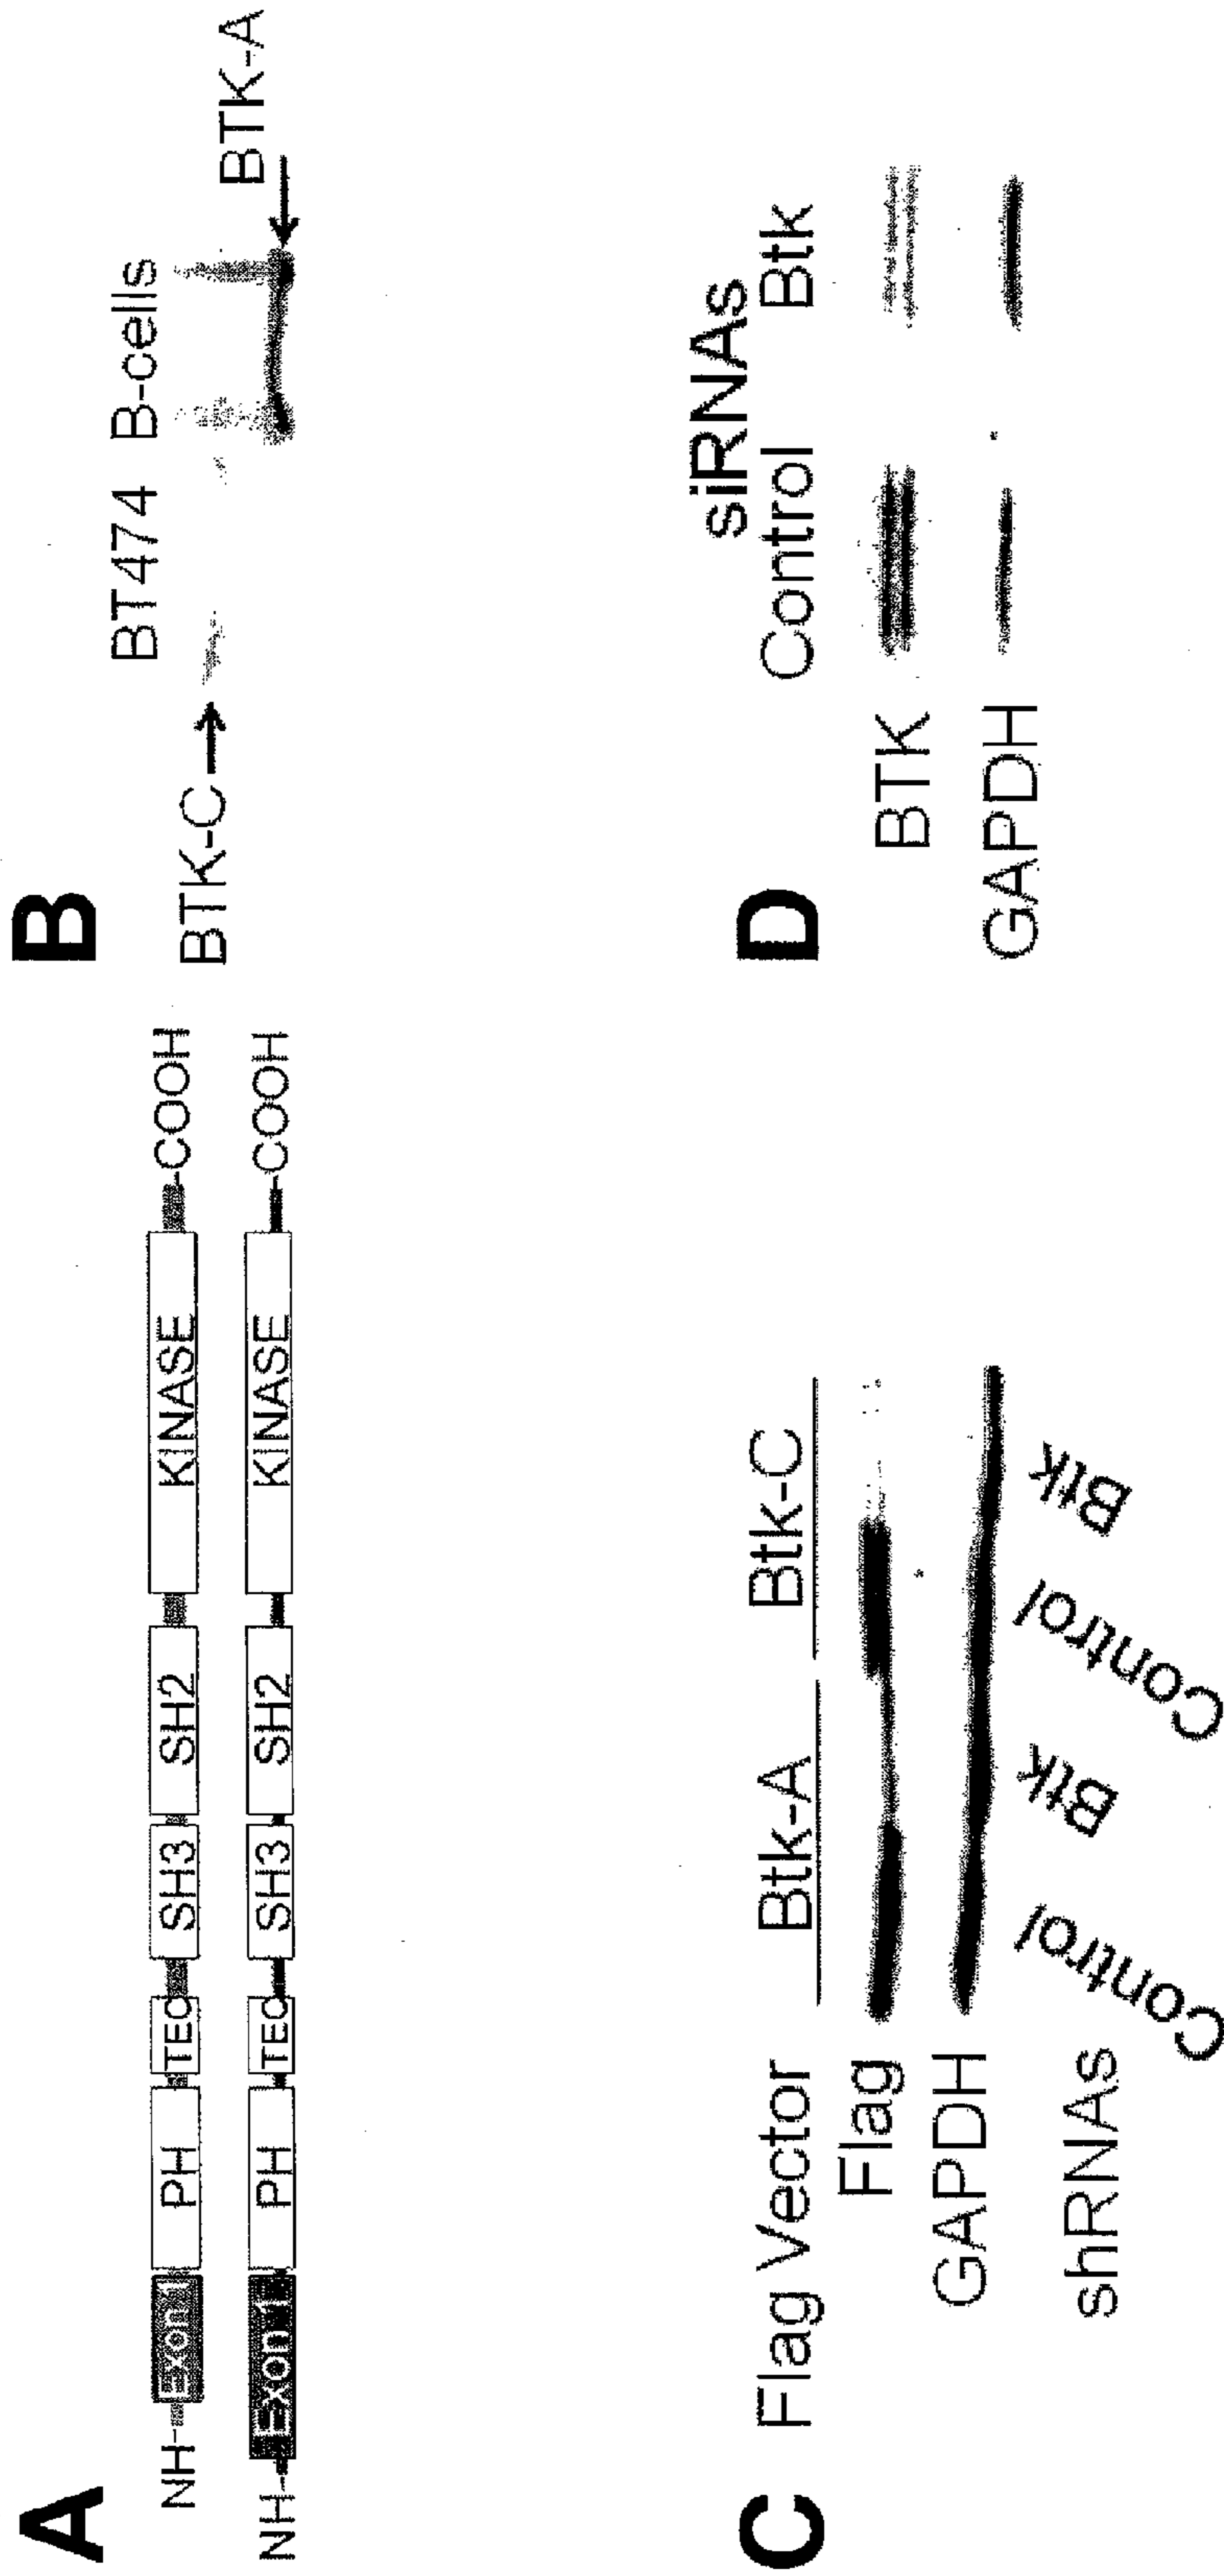 A
NH- Exon 1 PH TEC SH3 SH2 KINASE -COOH
NH- Exon 1 PH TEC SH3 SH2 KINASE -COOH
B
BT474 B-cells
BTK-C
BTK-A
C
Flag Vector Btk-A Btk-C
Flag
GAPDH
shRNAs Control Btk Control Btk
D
siRNAs
Control Btk
BTK
GAPDH